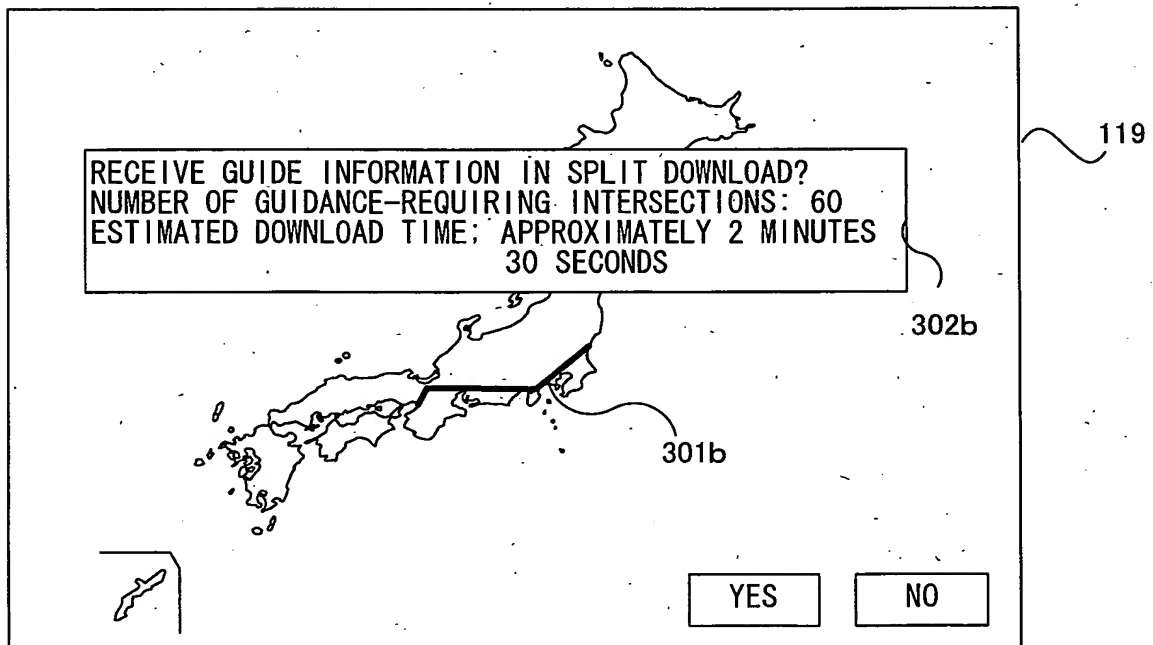 119
RECEIVE GUIDE INFORMATION IN SPLIT DOWNLOAD?
NUMBER OF GUIDANCE-REQUIRING INTERSECTIONS: 60
ESTIMATED DOWNLOAD TIME; APPROXIMATELY 2 MINUTES
30 SECONDS
302b
301b
YES NO